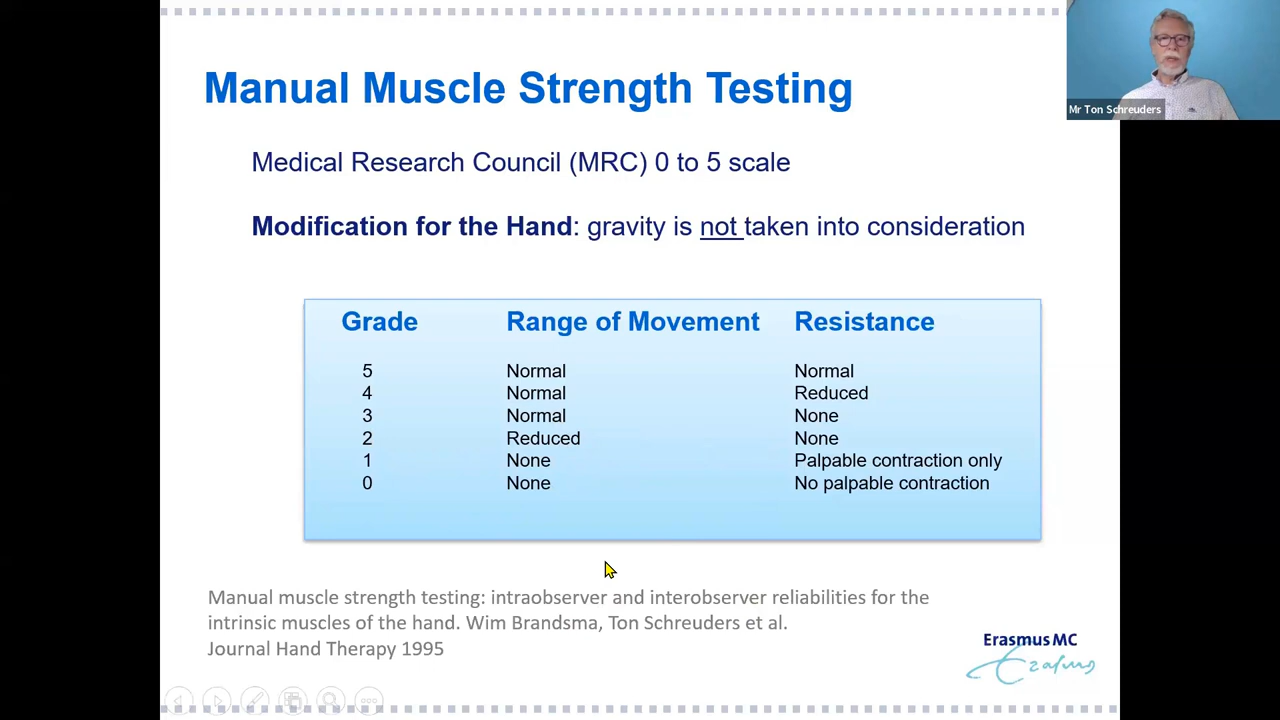 Manual Muscle Strength Testing
Mr Ton Schreuders
Medical Research Council (MRC) 0 to 5 scale
Modification for the Hand: gravity is not taken into consideration
Grade Range of Movement Resistance
5 Normal Normal
4 Normal Reduced
3 Normal None
2 Reduced None
1 None Palpable contraction only
0 None No palpable contraction
Manual muscle strength testing: intraobserver and interobserver reliabilities for the
intrinsic muscles of the hand. Wim Brandsma, Ton Schreuders et al.
Journal Hand Therapy 1995
Erasmus MC
Erasmus